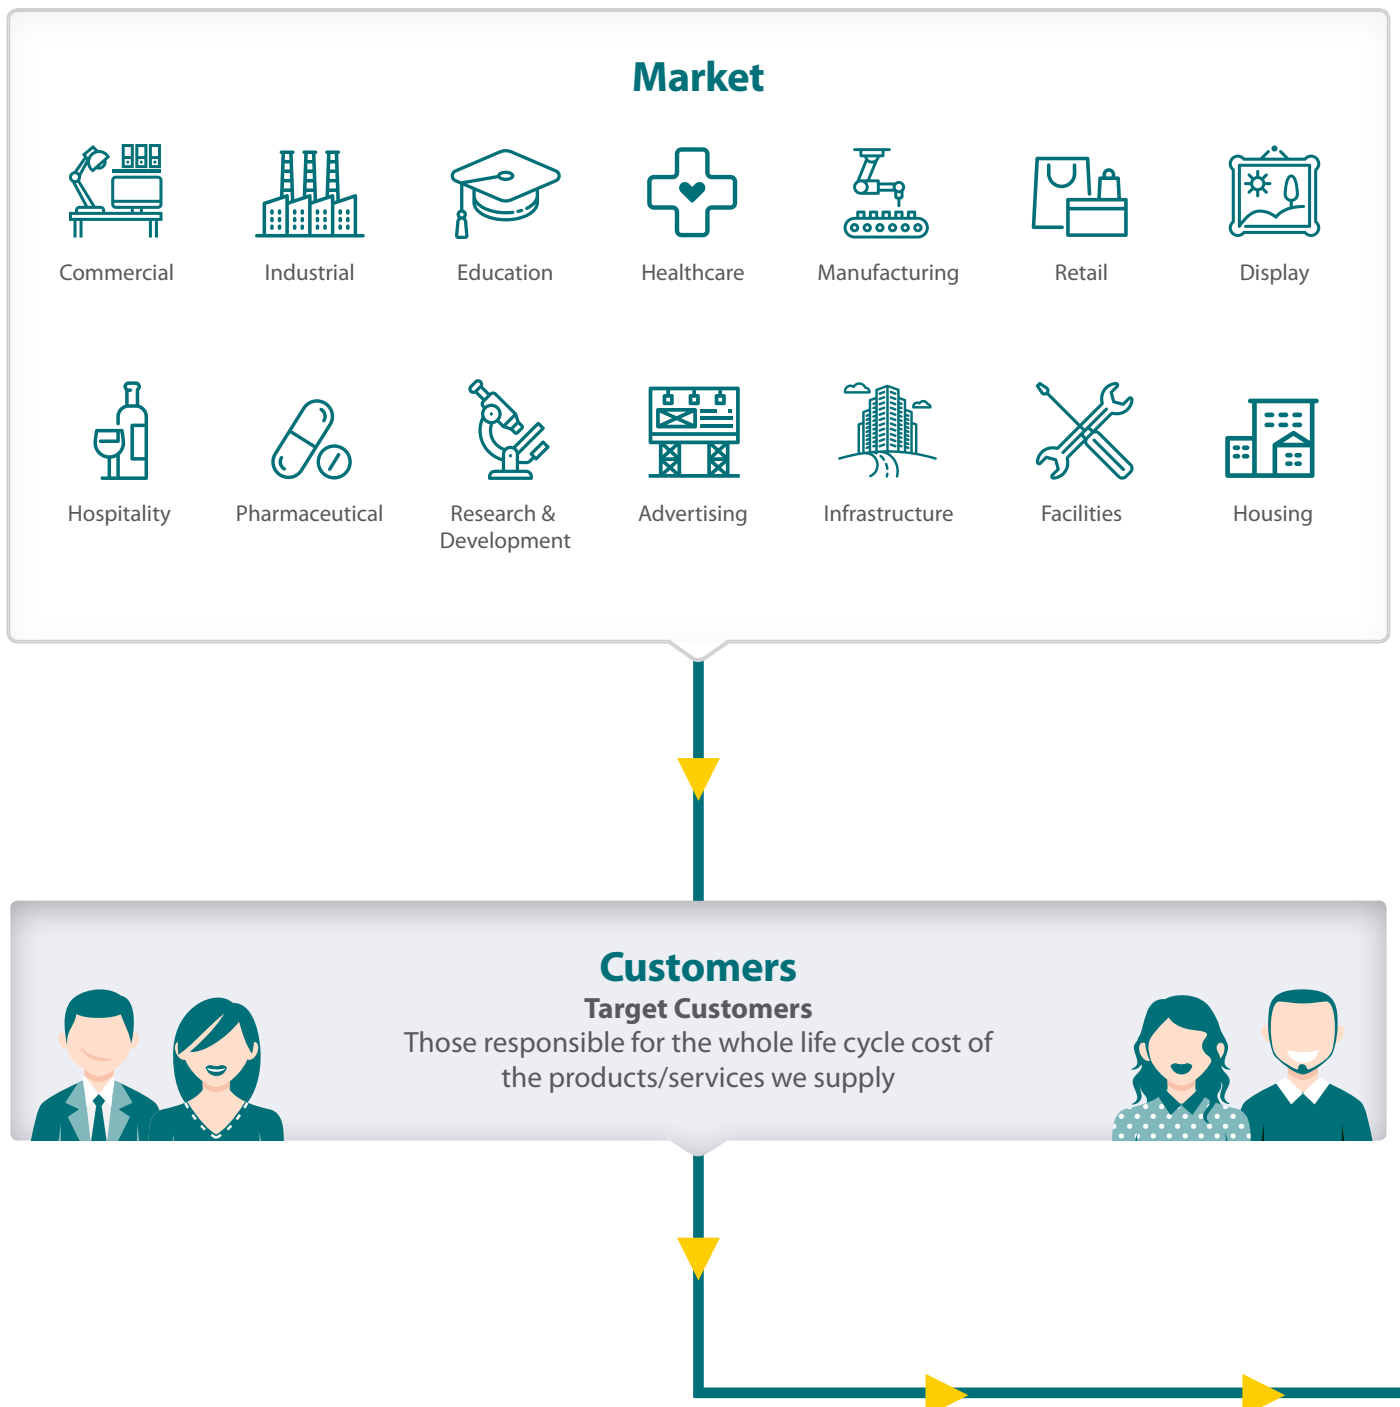 Market
Commercial
Industrial
Education
Healthcare
Manufacturing
Retail
Display
Hospitality
Pharmaceutical
Research &
Development
Advertising
Infrastructure
Facilities
Housing
Customers
Target Customers
Those responsible for the whole life cycle cost of
the products/services we supply